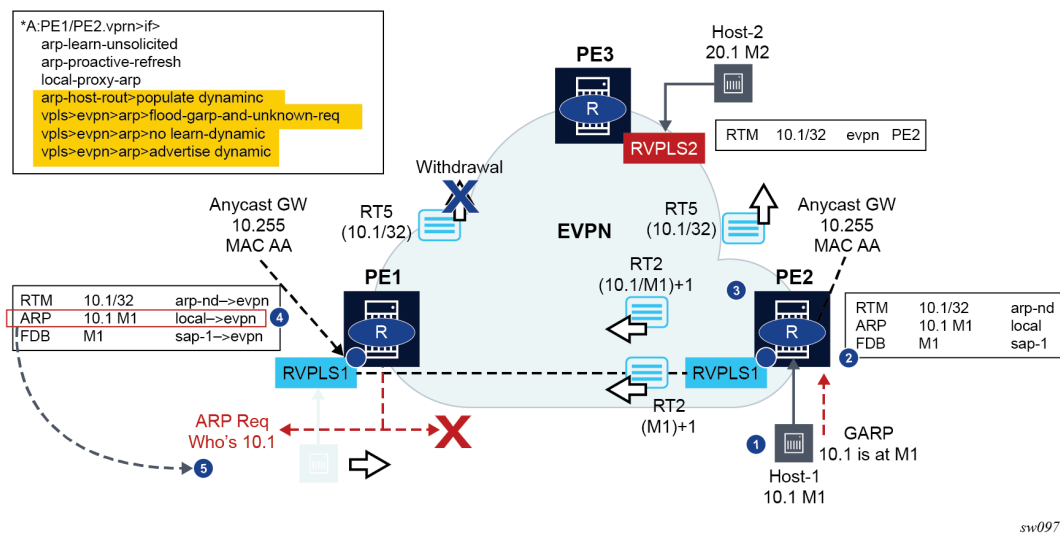 *A:PE1/PE2.vprn>if>
arp-learn-unsolicited
arp-proactive-refresh
local-proxy-arp
arp-host-rout>populate dynaminc
vpls>evpn>arp>flood-garp-and-unknown-req
vpls>evpn>arp>no learn-dynamic
vpls>evpn>arp>advertise dynamic
Host-2
20.1 M2
PE3
R
RVPLS2
RTM 10.1/32 evpn PE2
Withdrawal
X
RT5
(10.1/32)
RT5
(10.1/32)
Anycast GW
10.255
MAC AA
Anycast GW
10.255
MAC AA
EVPN
PE1
R
RVPLS1
RT2
(10.1/M1)+1
3
PE2
R
RVPLS1
RTM 10.1/32 arp-nd–>evpn
ARP 10.1 M1 local–>evpn
FDB M1 sap-1–>evpn
4
RTM 10.1/32 arp-nd
ARP 10.1 M1 local
FDB M1 sap-1
2
RT2
(M1)+1
ARP Req
Who's 10.1
X
5
1
GARP
10.1 is at M1
Host-1
10.1 M1
sw097